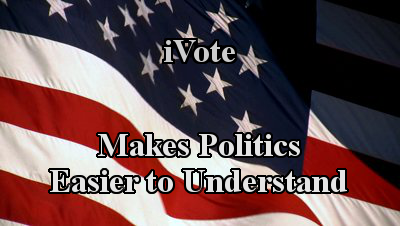 iVote
Makes Politics
Easier to Understand